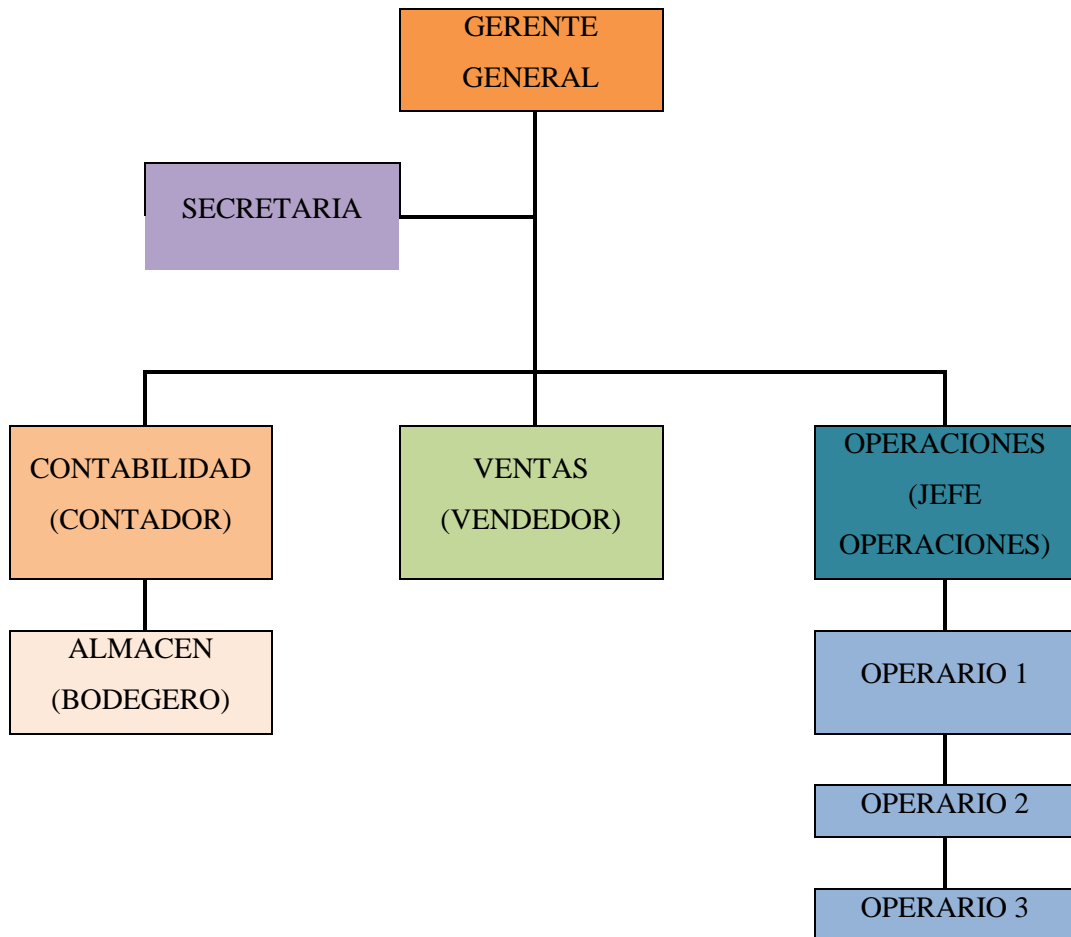 GERENTE
GENERAL
SECRETARIA
CONTABILIDAD
(CONTADOR)
VENTAS
(VENDEDOR)
OPERACIONES
(JEFE
OPERACIONES)
ALMACEN
(BODEGERO)
OPERARIO 1
OPERARIO 2
OPERARIO 3